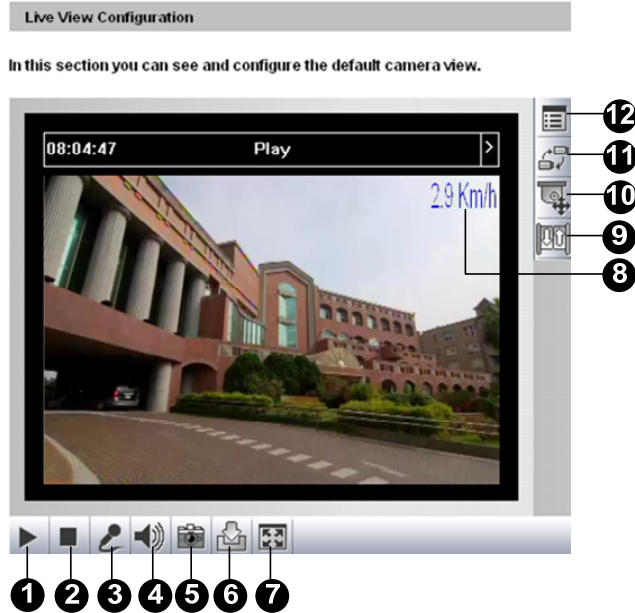 Live View Configuration
In this section you can see and configure the default camera view.
08:04:47 Play >
2.9 Km/h
12
11
10
9
8
1 2 3 4 5 6 7